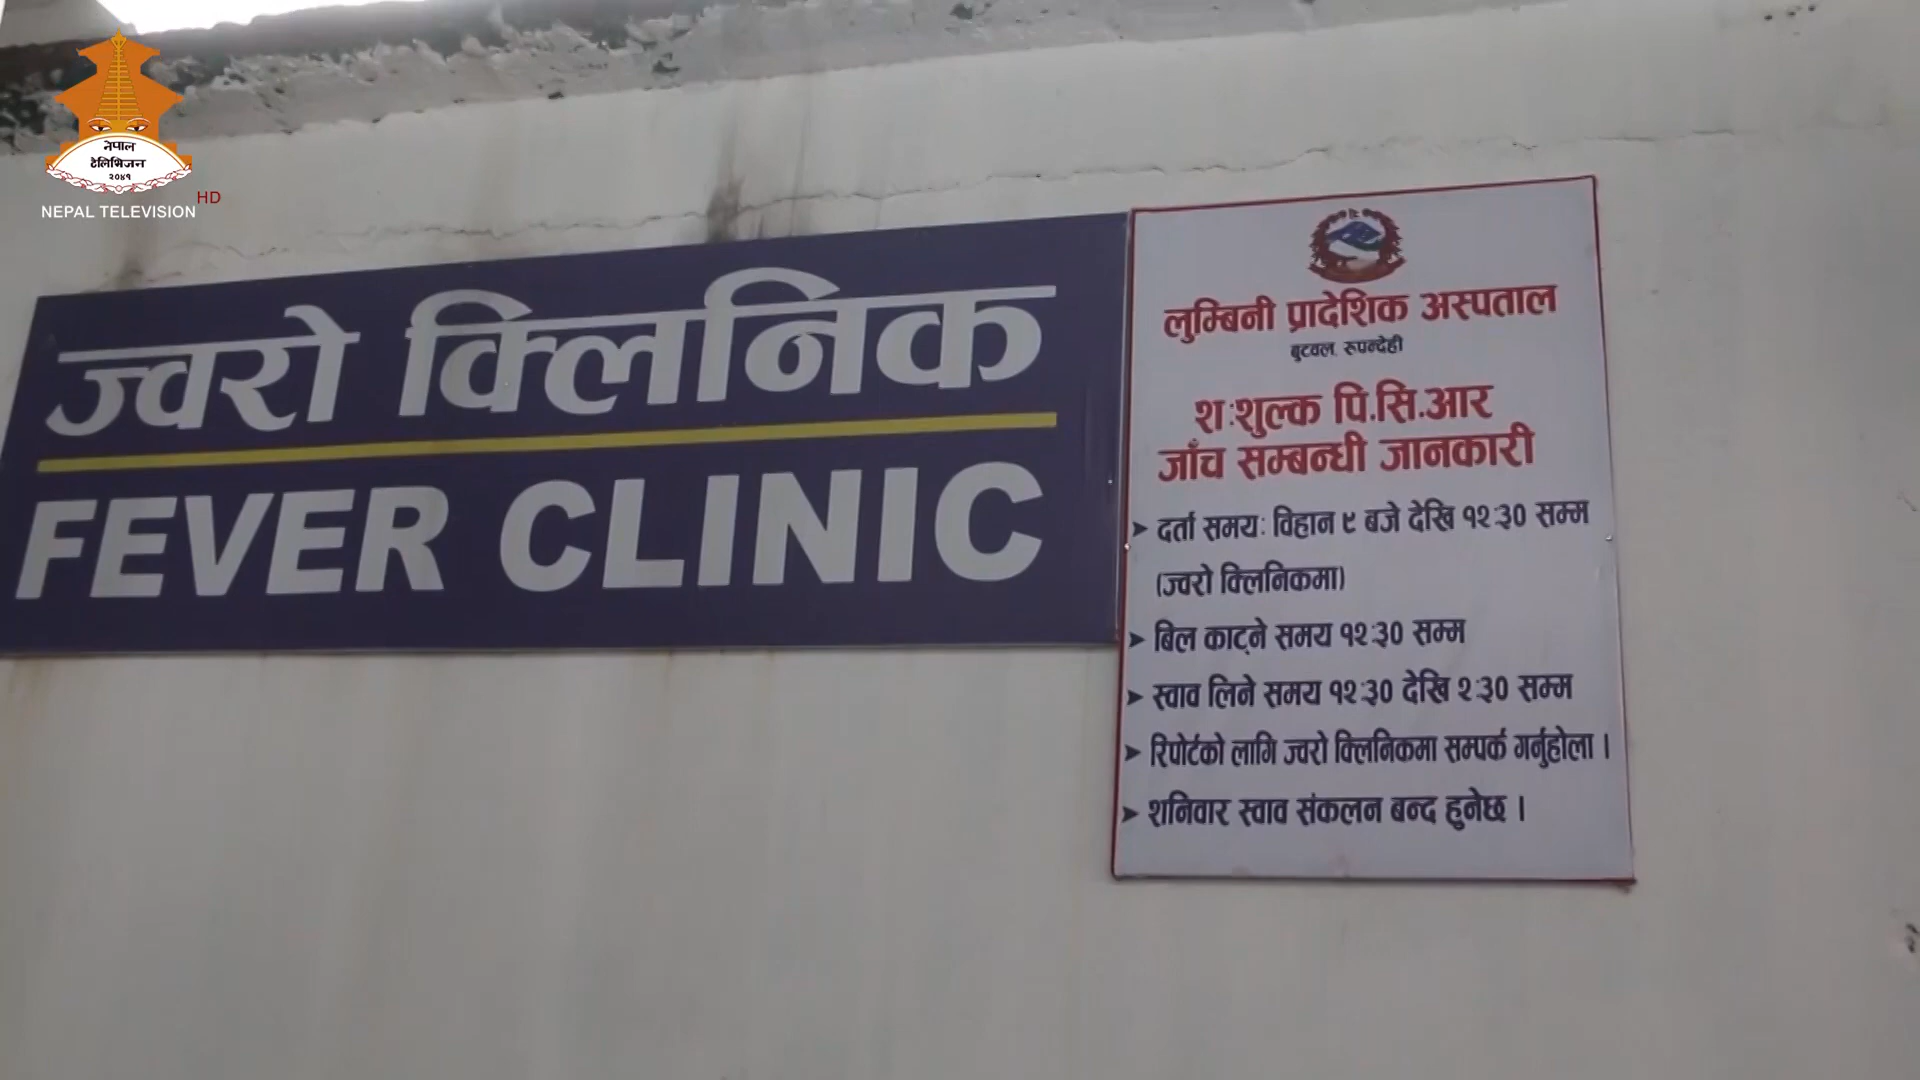 नेपाल
टेलिभिजन
२०४१
HD
NEPAL TELEVISION
ज्वरो क्लिनिक
FEVER CLINIC
लुम्बिनी प्रादेशिक अस्पताल
बुटवल, रुपन्देही
श:शुल्क पि.सि.आर
जाँच सम्बन्धी जानकारी
➤ दर्ता समय: विहान ९ बजे देखि १२:३० सम्म
(ज्वरो क्लिनिकमा)
➤ बिल काट्ने समय १२:३० सम्म
➤ स्वाव लिने समय १२:३० देखि २:३० सम्म
➤ रिपोर्टको लागि ज्वरो क्लिनिकमा सम्पर्क गर्नुहोला ।
➤ शनिवार स्वाव संकलन बन्द हुनेछ ।